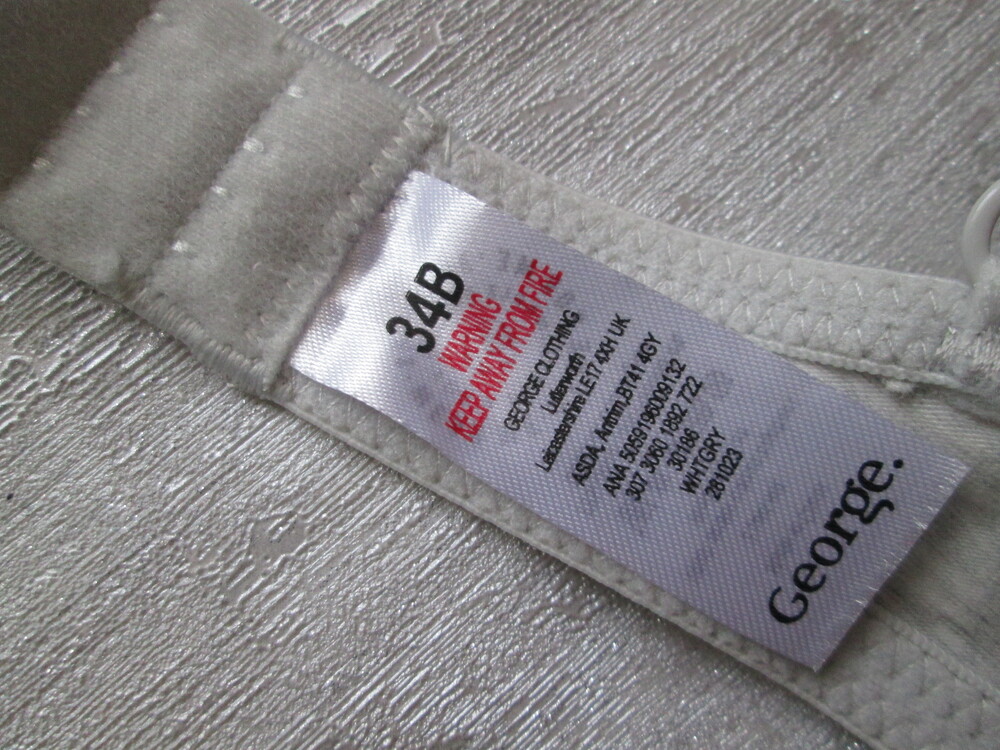 34B
WARNING
KEEP AWAY FROM FIRE
GEORGE CLOTHING
Lutterworth
Leicestershire LE17 4XH UK
ASDA, Antrim, BT41 4GY
ANA 5059196009132
307 3060 1892 722
30186
WHTGRY
281023
George.